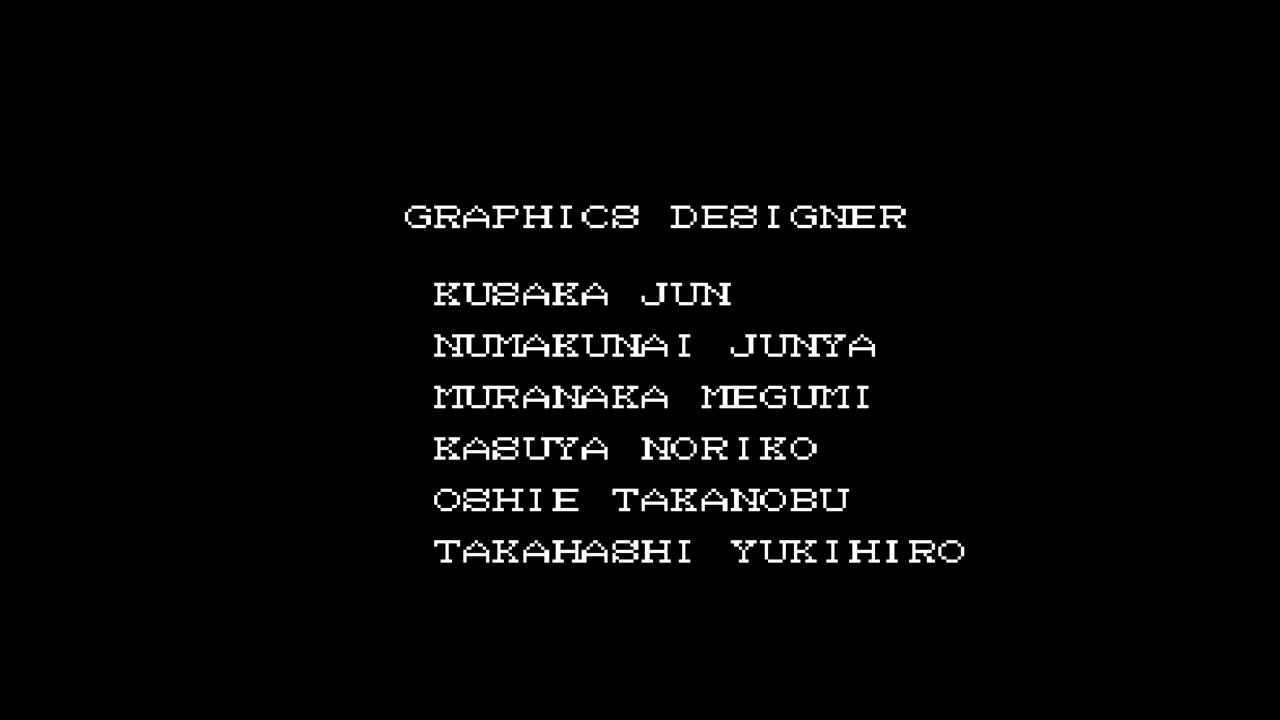 GRAPHICS DESIGNER
KUSAKA JUN
NUMAKUNAI JUNYA
MURANAKA MEGUMI
KASUYA NORIKO
OSHIE TAKANOBU
TAKAHASHI YUKIHIRO